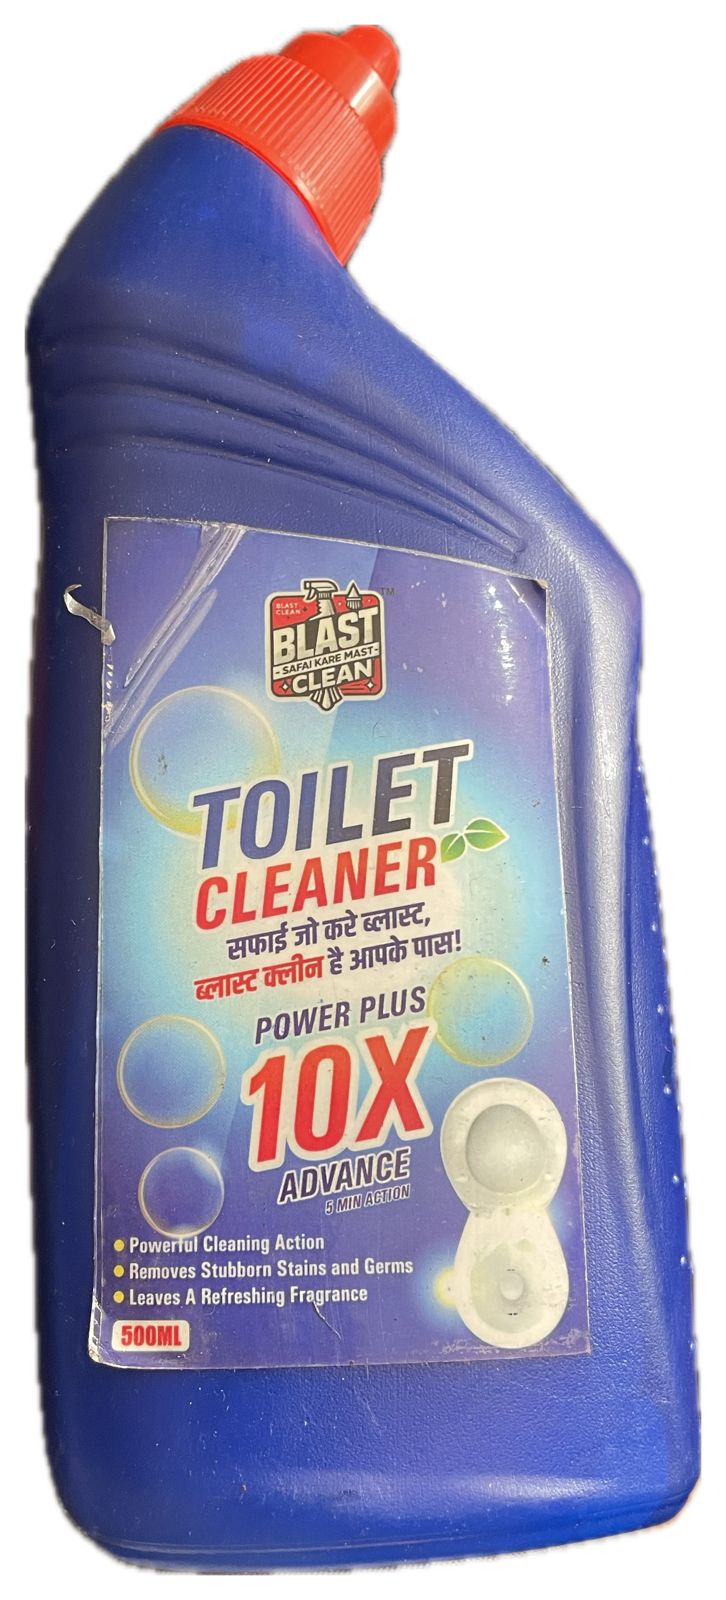 BLAST
CLEAN
TM
BLAST
-SAFAI KARE MAST-
CLEAN
TOILET
CLEANER
सफाई जो करे ब्लास्ट,
ब्लास्ट क्लीन है आपके पास!
POWER PLUS
10X
ADVANCE
5 MIN ACTION
Powerful Cleaning Action
Removes Stubborn Stains and Germs
Leaves A Refreshing Fragrance
500ML